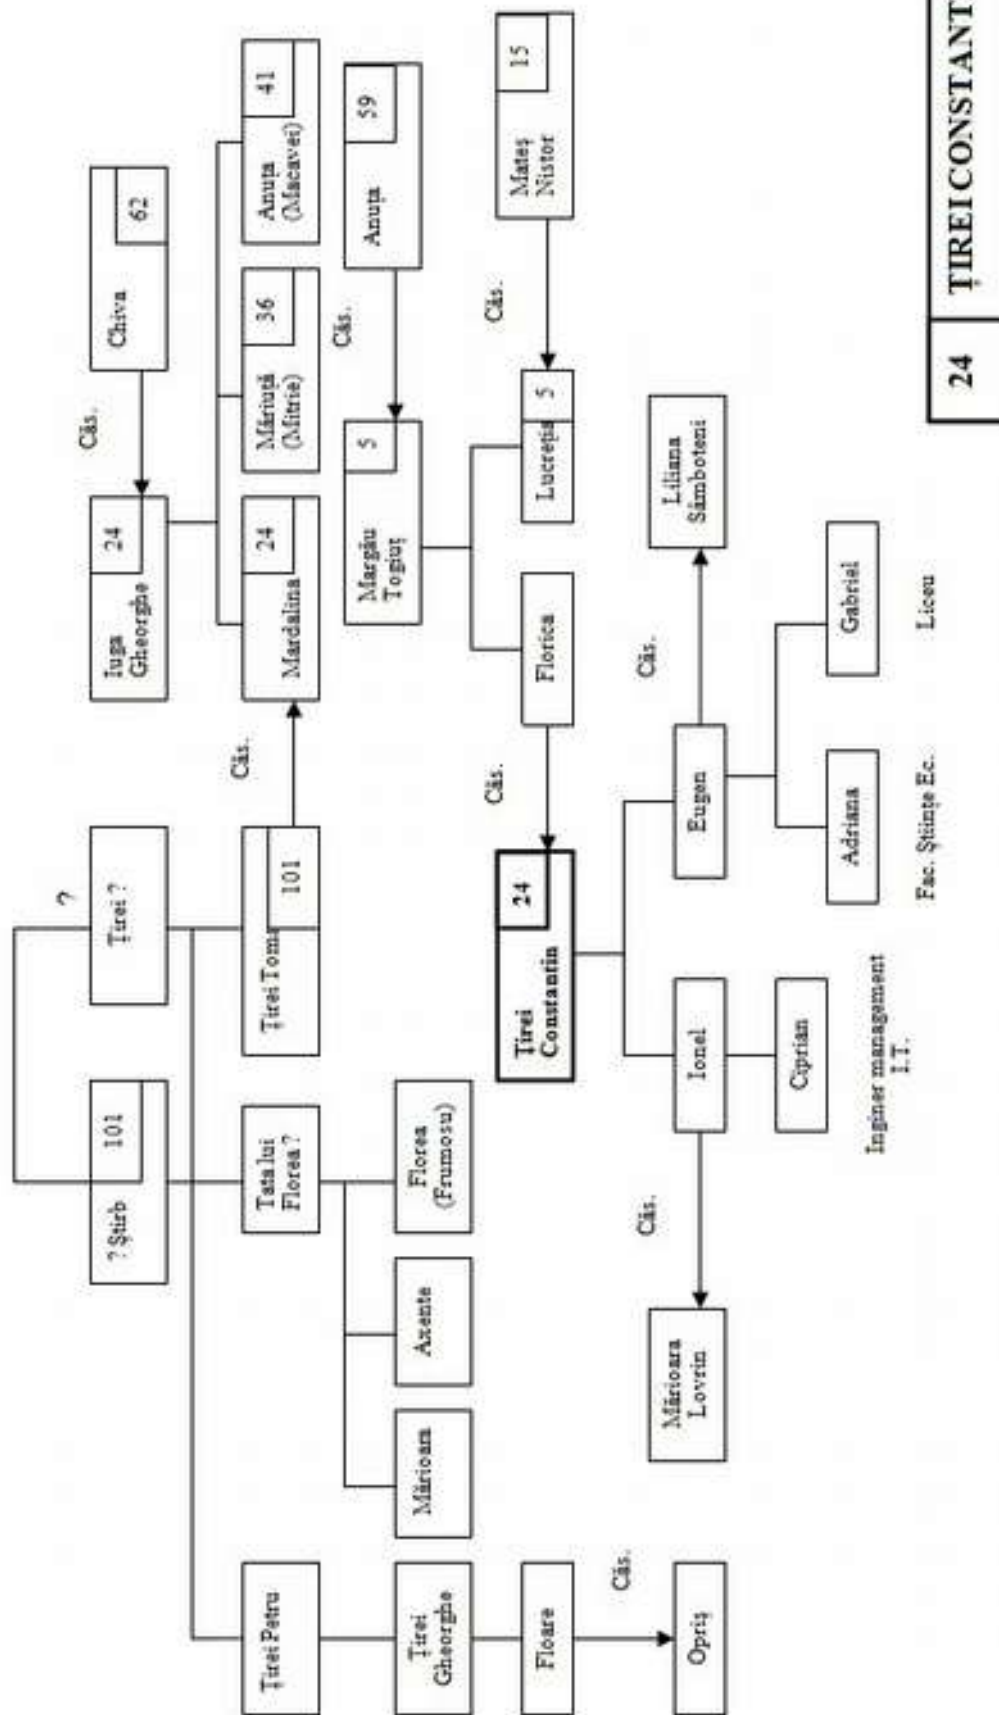 24 ȚIREI CONSTANT
?
? Știrb
101
Țirei ?
Iuga
Gheorghe
24
Căs.
Chiva
62
Țirei Petru
Tata lui
Florea ?
Țirei Toma
101
Căs.
Mardalina
24
Măriuță
(Mitrie)
36
Anuța
(Macavei)
41
Țirei
Gheorghe
Mărioara
Axente
Florea
(Frumosu)
Margău
Togiuț
5
Căs.
Anuța
59
Floare
Țirei
Constantin
24
Căs.
Florica
Lucreția
5
Căs.
Mateș
Nistor
15
Căs.
Opriș
Mărioara
Lovrin
Căs.
Ionel
Eugen
Căs.
Liliana
Sâmboteni
Ciprian
Adriana
Gabriel
Inginer management
I.T.
Fac. Științe Ec.
Liceu